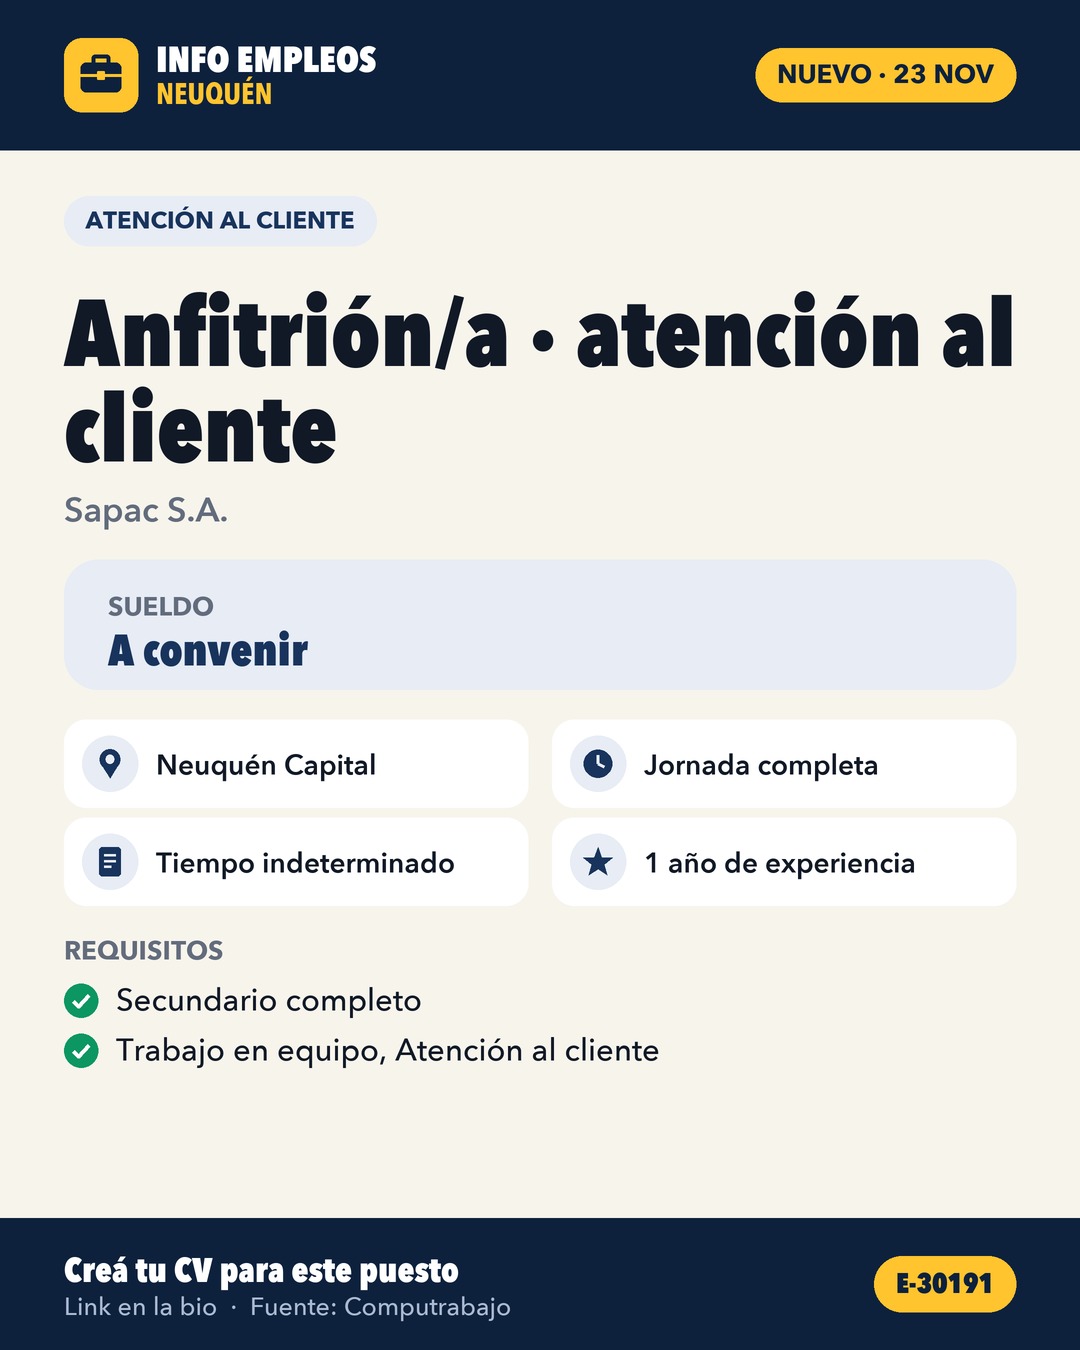 INFO EMPLEOS
NEUQUÉN
NUEVO · 23 NOV
ATENCIÓN AL CLIENTE
Anfitrión/a · atención al
cliente
Sapac S.A.
SUELDO
A convenir
Neuquén Capital
Jornada completa
Tiempo indeterminado
1 año de experiencia
REQUISITOS
Secundario completo
Trabajo en equipo, Atención al cliente
Creá tu CV para este puesto
Link en la bio · Fuente: Computrabajo
E-30191